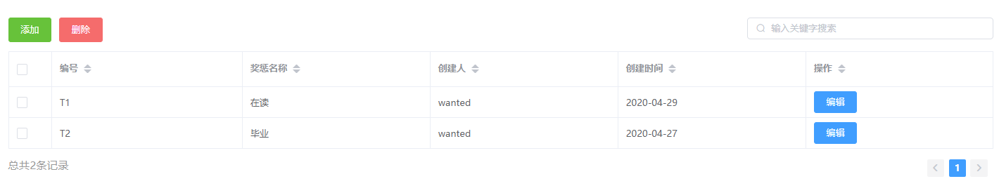 添加 删除 输入关键字搜索
编号 奖惩名称 创建人 创建时间 操作
T1 在读 wanted 2020-04-29 编辑
T2 毕业 wanted 2020-04-27 编辑
总共2条记录 1